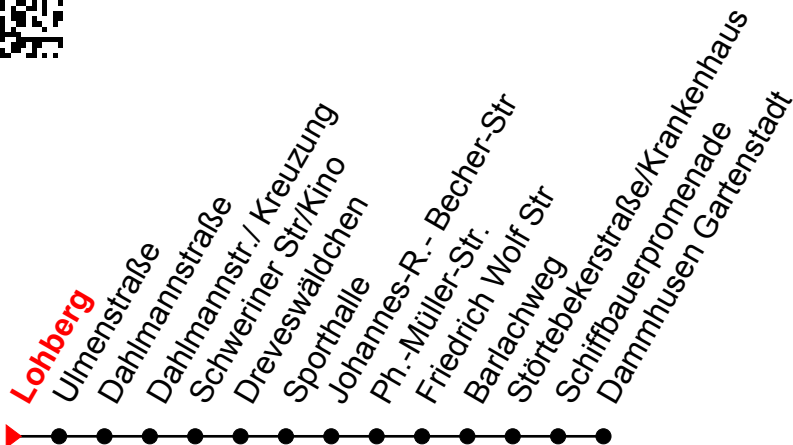 Lohberg
Ulmenstraße
Dahlmannstraße
Dahlmannstr./ Kreuzung
Schweriner Str/Kino
Dreveswäldchen
Sporthalle
Johannes-R.- Becher-Str
Ph.-Müller-Str.
Friedrich Wolf Str
Barlachweg
Störtebekerstraße/Krankenhaus
Schiffbauerpromenade
Dammhusen Gartenstadt